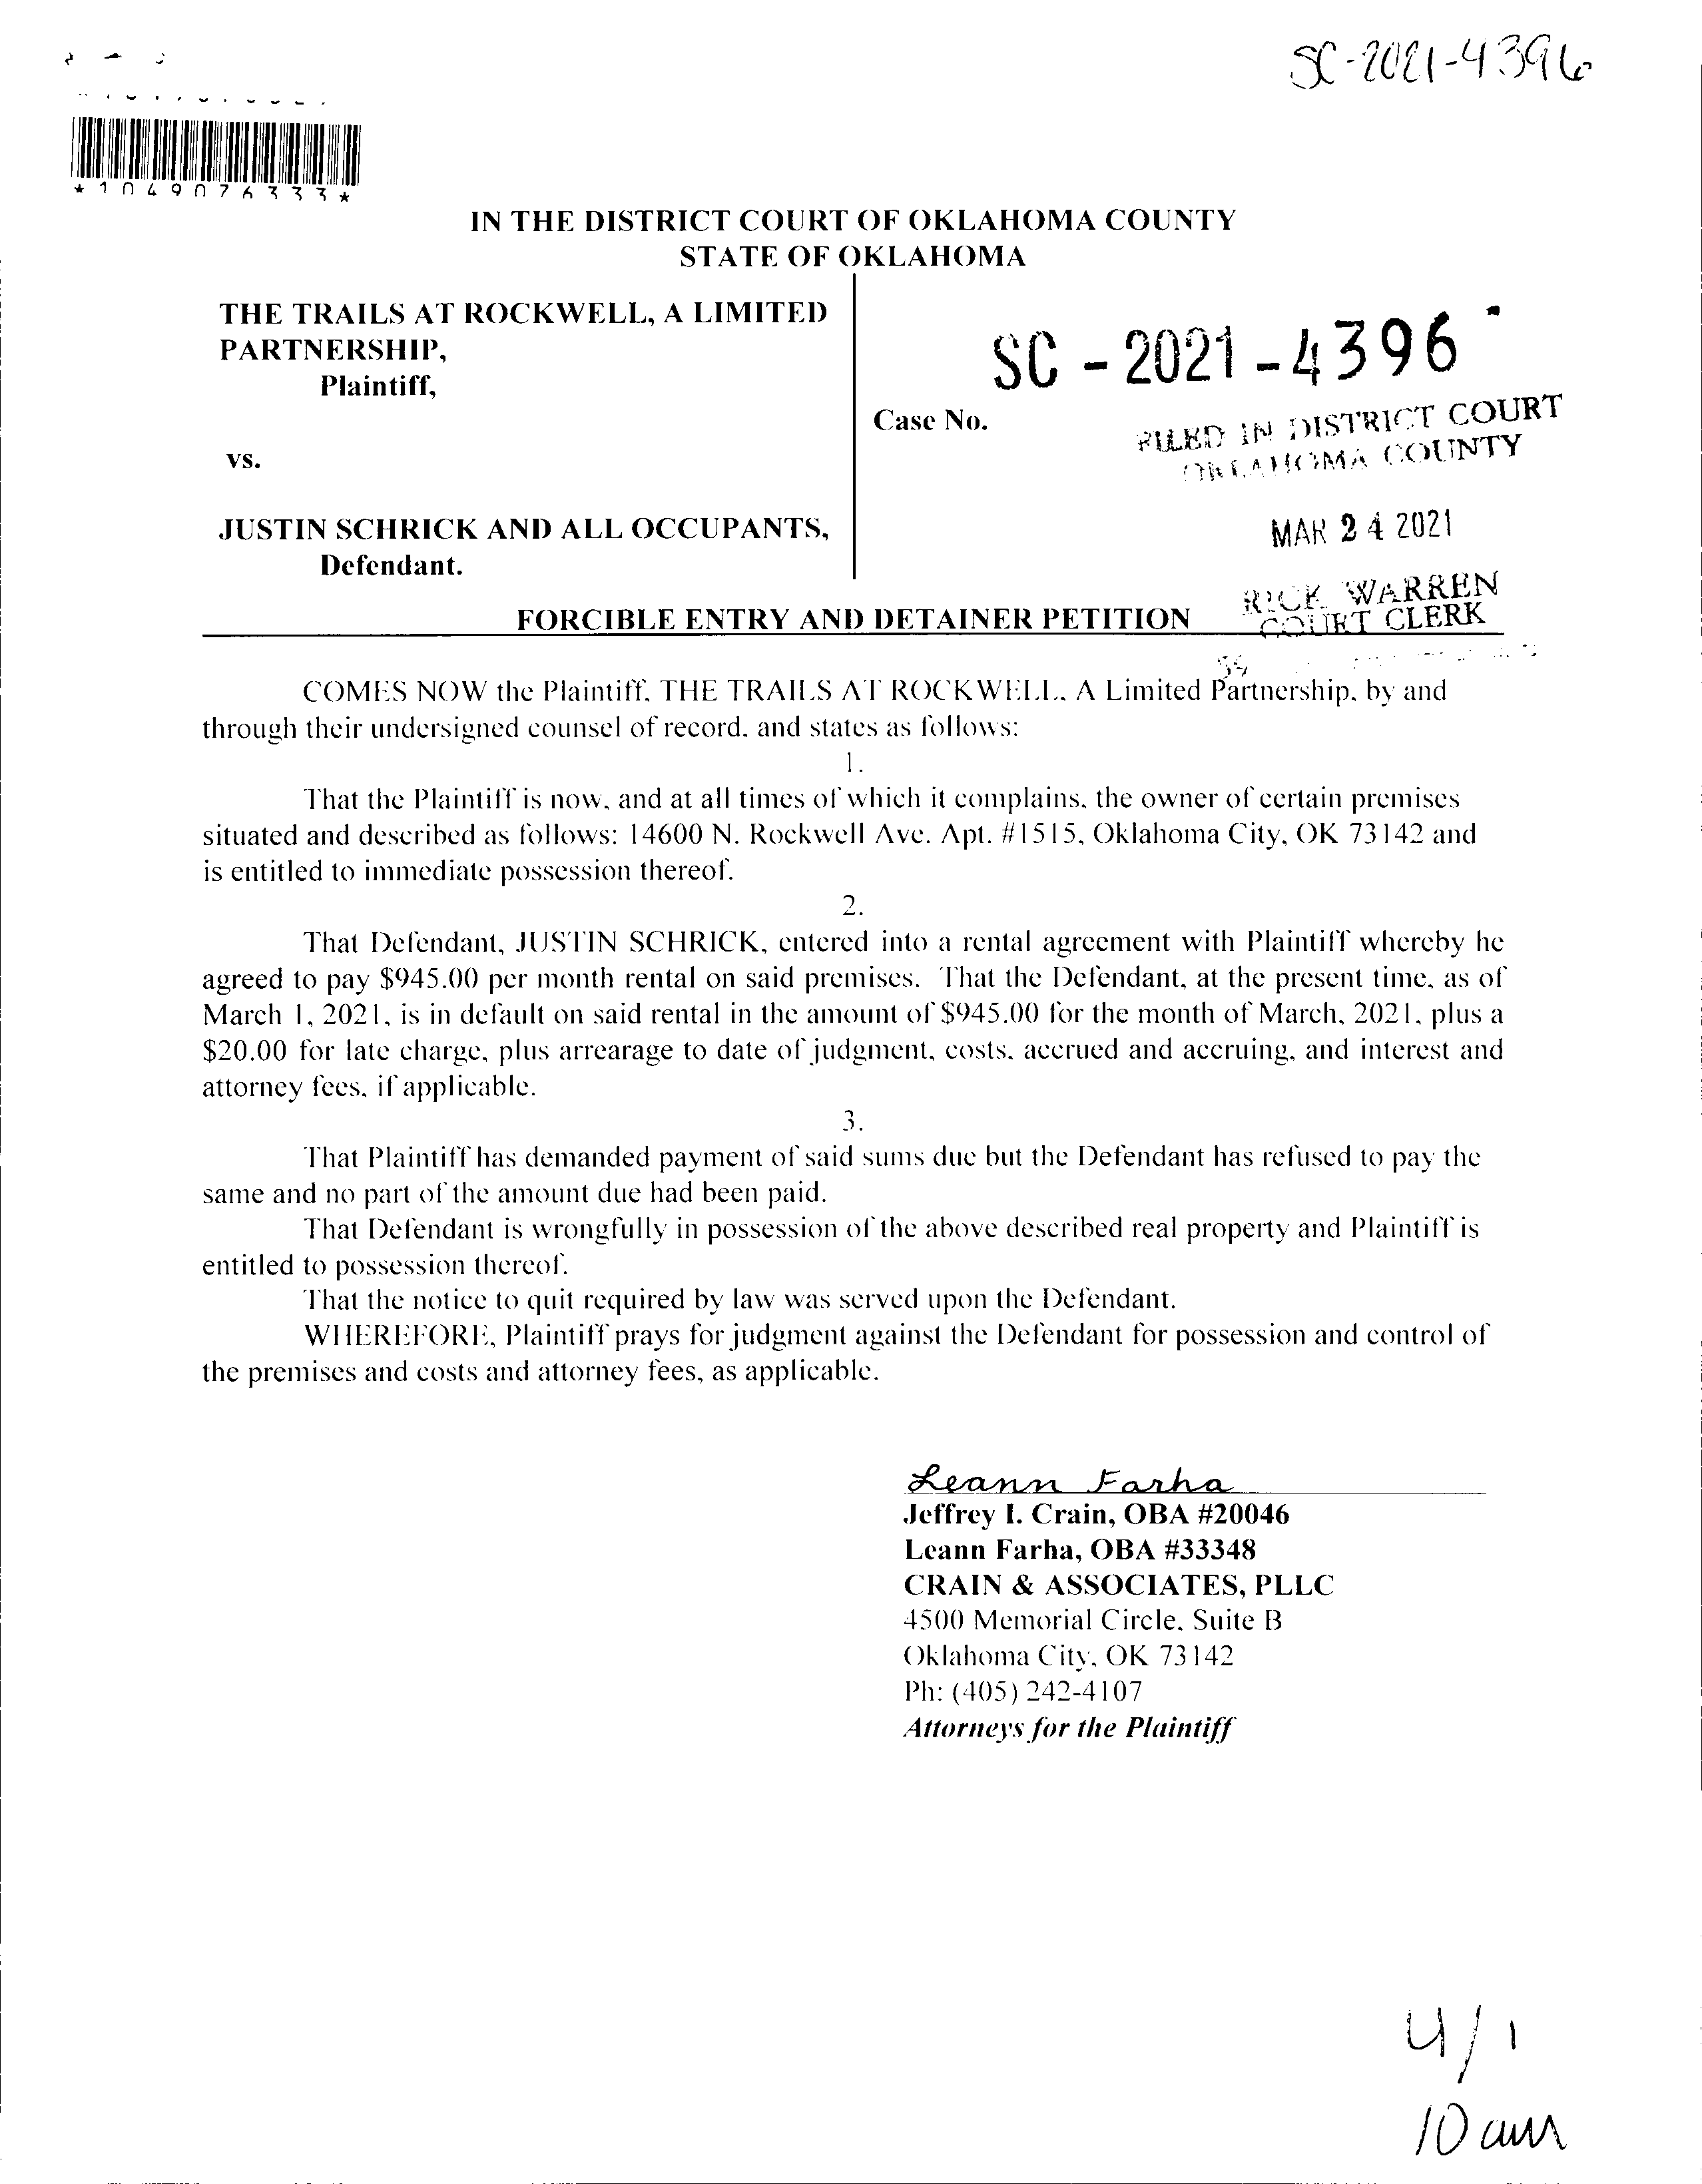 SC-2021-4396
*1049076333*
IN THE DISTRICT COURT OF OKLAHOMA COUNTY
STATE OF OKLAHOMA
THE TRAILS AT ROCKWELL, A LIMITED
PARTNERSHIP,
Plaintiff,
SC-2021-4396
Case No.
FILED IN DISTRICT COURT
OKLAHOMA COUNTY
vs.
MAR 24 2021
JUSTIN SCHRICK AND ALL OCCUPANTS,
Defendant.
RICK WARREN
COURT CLERK
FORCIBLE ENTRY AND DETAINER PETITION
COMES NOW the Plaintiff, THE TRAILS AT ROCKWELL, A Limited Partnership, by and
through their undersigned counsel of record, and states as follows:
1.
That the Plaintiff is now, and at all times of which it complains, the owner of certain premises
situated and described as follows: 14600 N. Rockwell Ave. Apt. #1515, Oklahoma City, OK 73142 and
is entitled to immediate possession thereof.
2.
That Defendant, JUSTIN SCHRICK, entered into a rental agreement with Plaintiff whereby he
agreed to pay $945.00 per month rental on said premises. That the Defendant, at the present time, as of
March 1, 2021, is in default on said rental in the amount of $945.00 for the month of March, 2021, plus a
$20.00 for late charge, plus arrearage to date of judgment, costs, accrued and accruing, and interest and
attorney fees, if applicable.
3.
That Plaintiff has demanded payment of said sums due but the Defendant has refused to pay the
same and no part of the amount due had been paid.
That Defendant is wrongfully in possession of the above described real property and Plaintiff is
entitled to possession thereof.
That the notice to quit required by law was served upon the Defendant.
WHEREFORE, Plaintiff prays for judgment against the Defendant for possession and control of
the premises and costs and attorney fees, as applicable.
Leann Farha
Jeffrey I. Crain, OBA #20046
Leann Farha, OBA #33348
CRAIN & ASSOCIATES, PLLC
4500 Memorial Circle, Suite B
Oklahoma City, OK 73142
Ph: (405) 242-4107
Attorneys for the Plaintiff
4/1
10 am